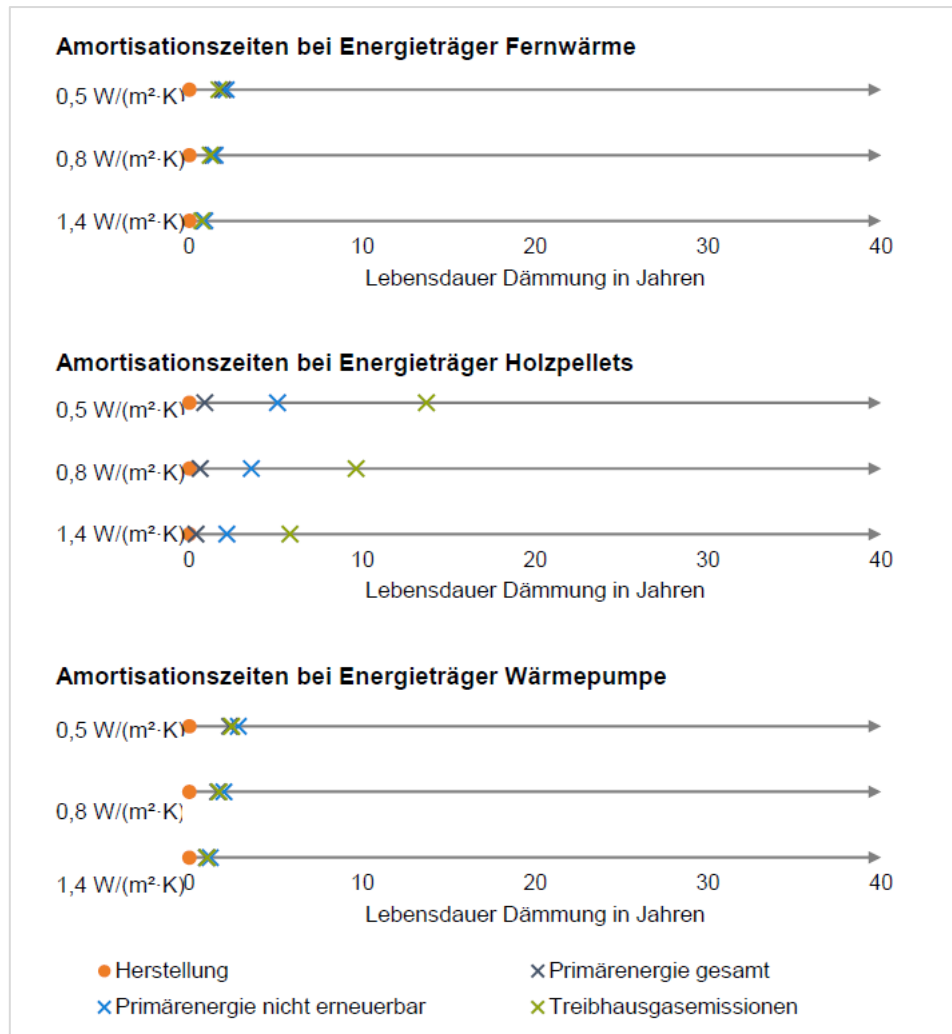 Amortisationszeiten bei Energieträger Fernwärme
0,5 W/(m²·K)
0,8 W/(m²·K)
1,4 W/(m²·K)
0 10 20 30 40
Lebensdauer Dämmung in Jahren
Amortisationszeiten bei Energieträger Holzpellets
0,5 W/(m²·K)
0,8 W/(m²·K)
1,4 W/(m²·K)
0 10 20 30 40
Lebensdauer Dämmung in Jahren
Amortisationszeiten bei Energieträger Wärmepumpe
0,5 W/(m²·K)
0,8 W/(m²·K)
1,4 W/(m²·K)
0 10 20 30 40
Lebensdauer Dämmung in Jahren
Herstellung
Primärenergie gesamt
Primärenergie nicht erneuerbar
Treibhausgasemissionen